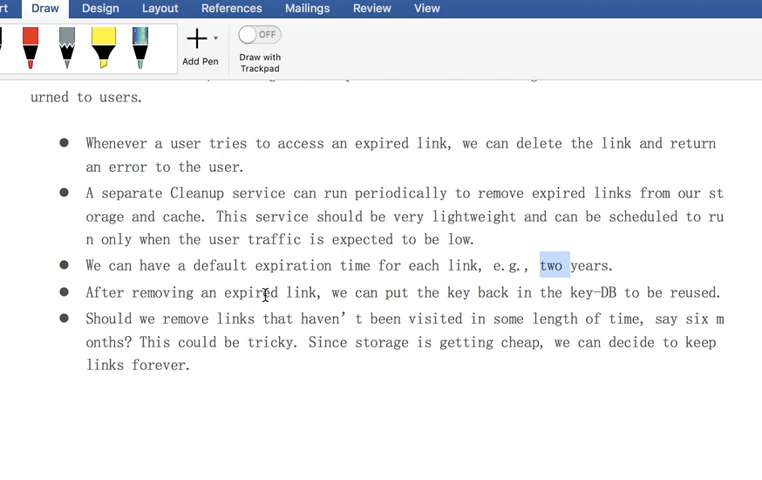 Draw Design Layout References Mailings Review View
OFF
Add Pen
Draw with
Trackpad
urned to users.
● Whenever a user tries to access an expired link, we can delete the link and return
an error to the user.
● A separate Cleanup service can run periodically to remove expired links from our st
orage and cache. This service should be very lightweight and can be scheduled to ru
n only when the user traffic is expected to be low.
● We can have a default expiration time for each link, e.g., two years.
● After removing an expired link, we can put the key back in the key-DB to be reused.
● Should we remove links that haven’t been visited in some length of time, say six m
onths? This could be tricky. Since storage is getting cheap, we can decide to keep
links forever.